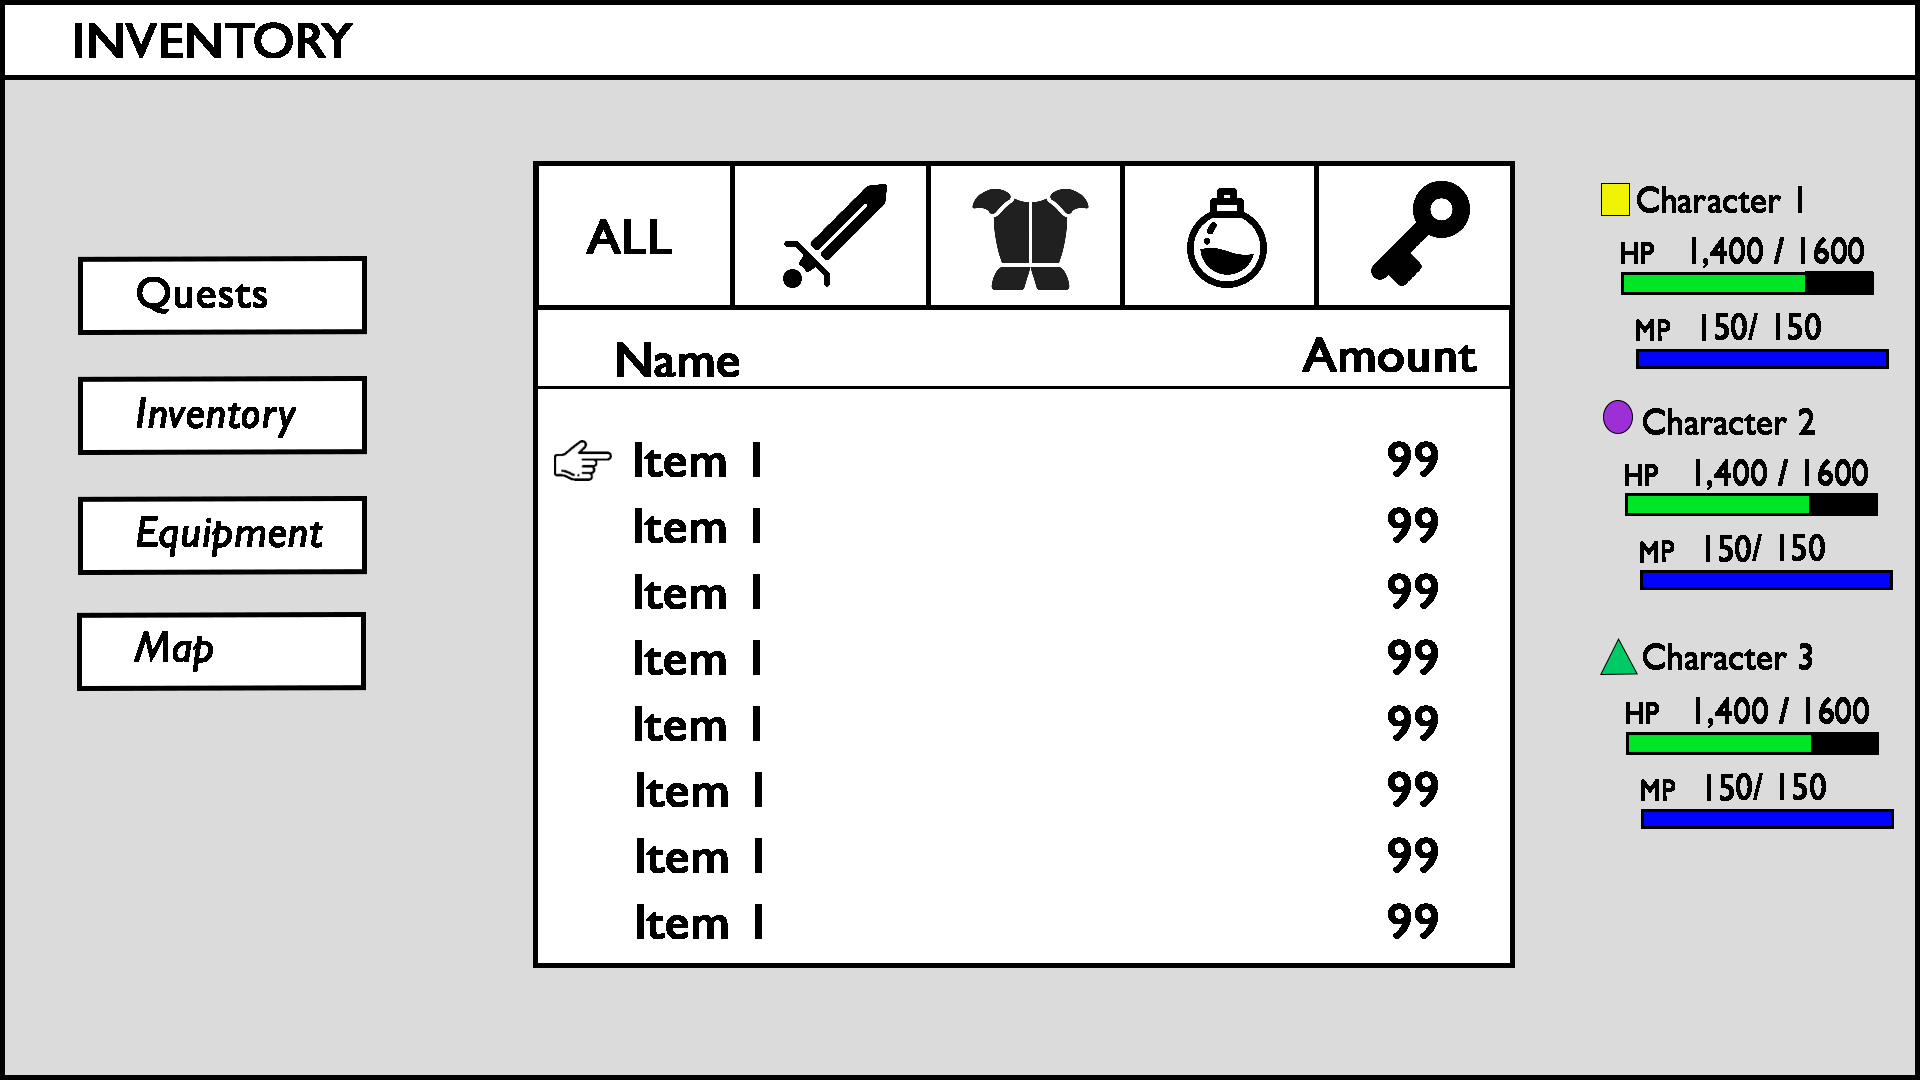 INVENTORY
Quests
Inventory
Equipment
Map
ALL
Name Amount
Item 1 99
Item 1 99
Item 1 99
Item 1 99
Item 1 99
Item 1 99
Item 1 99
Item 1 99
Character 1
HP 1,400 / 1600
MP 150/ 150
Character 2
HP 1,400 / 1600
MP 150/ 150
Character 3
HP 1,400 / 1600
MP 150/ 150